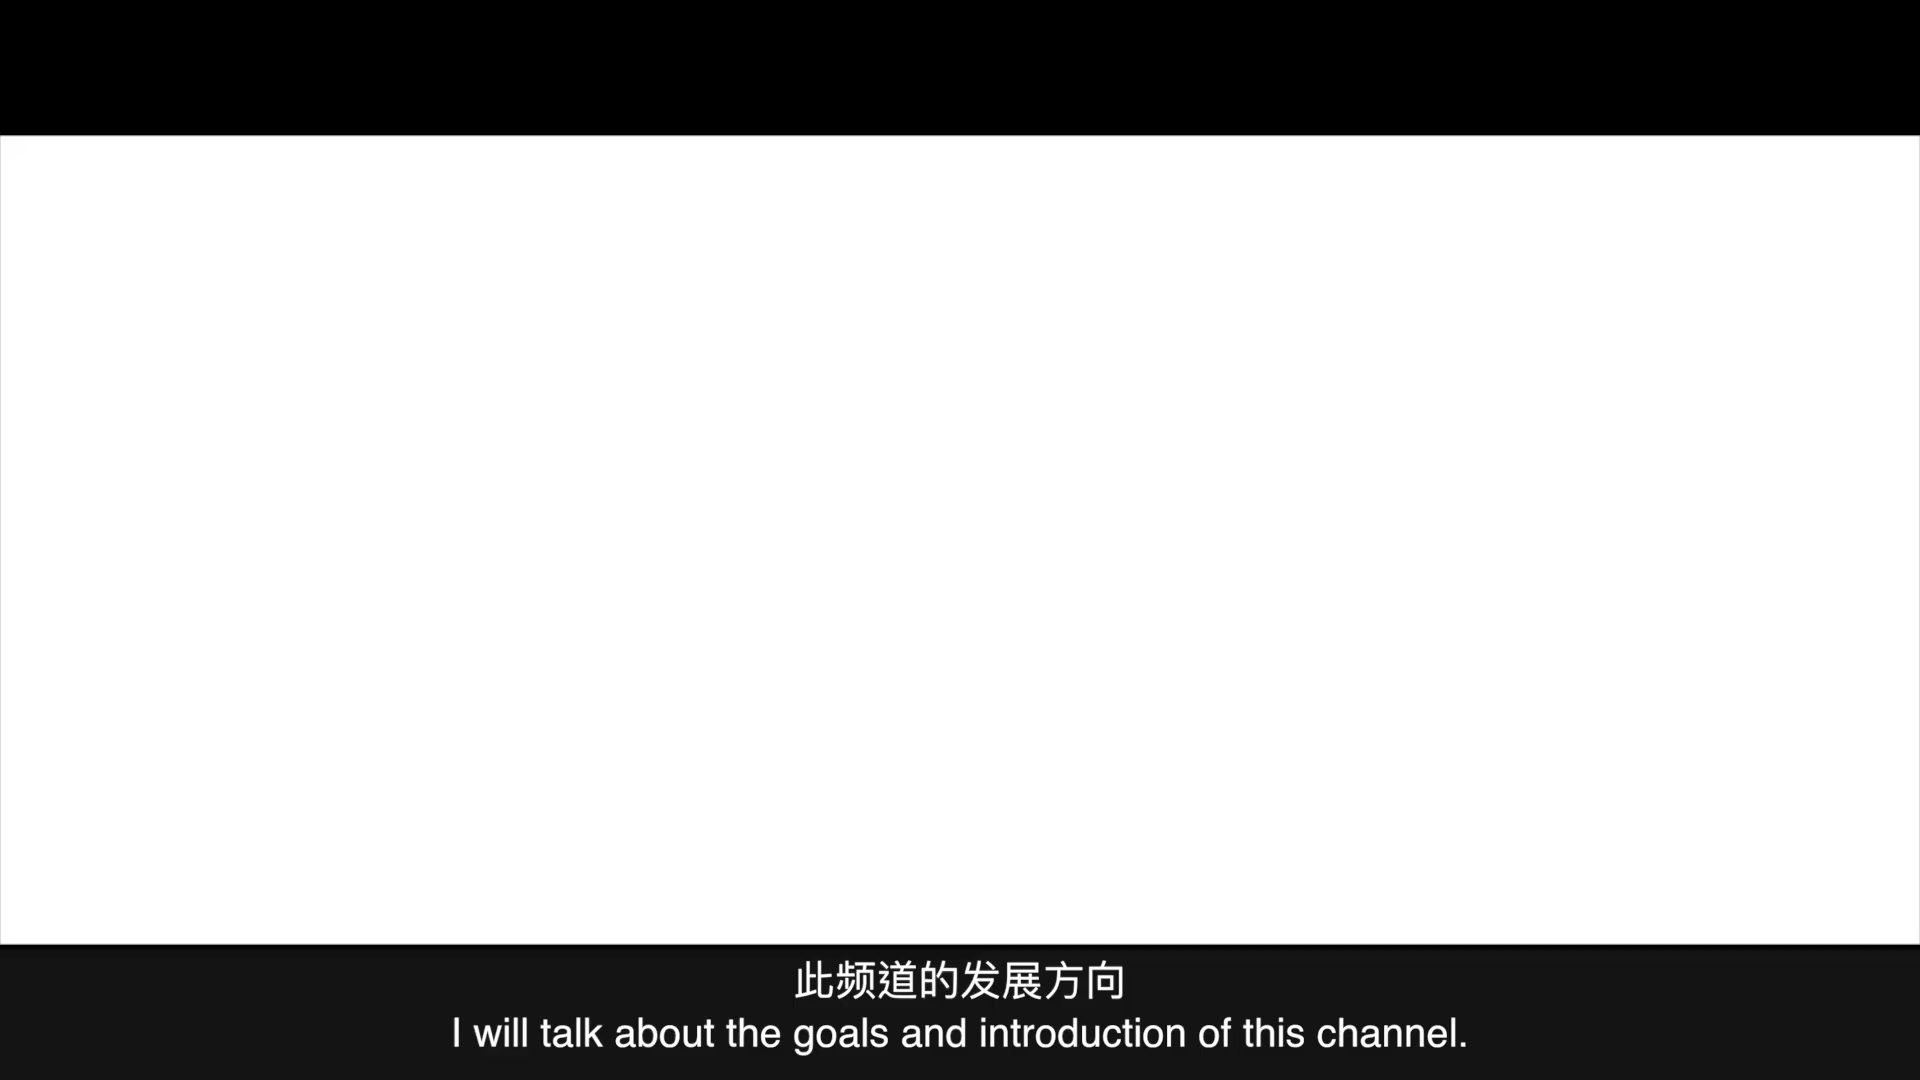 此频道的发展方向
I will talk about the goals and introduction of this channel.